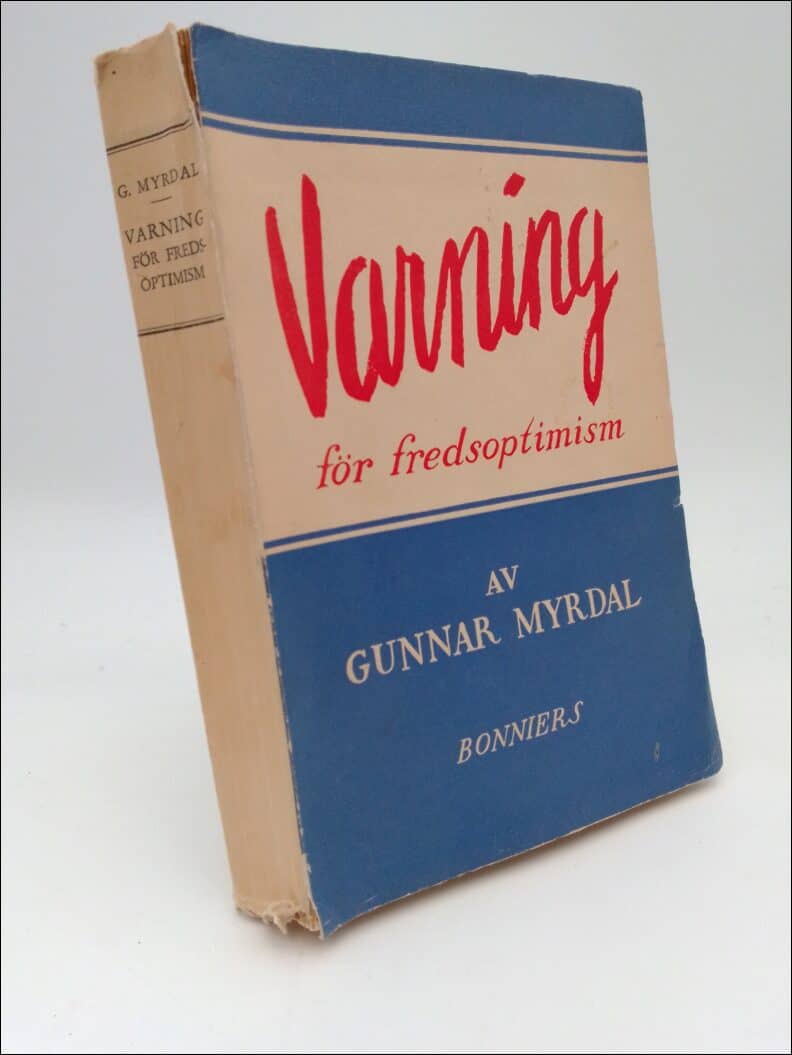 G. MYRDAL
VARNING
FÖR FREDS-
OPTIMISM
Varning
för fredsoptimism
AV
GUNNAR MYRDAL
BONNIERS